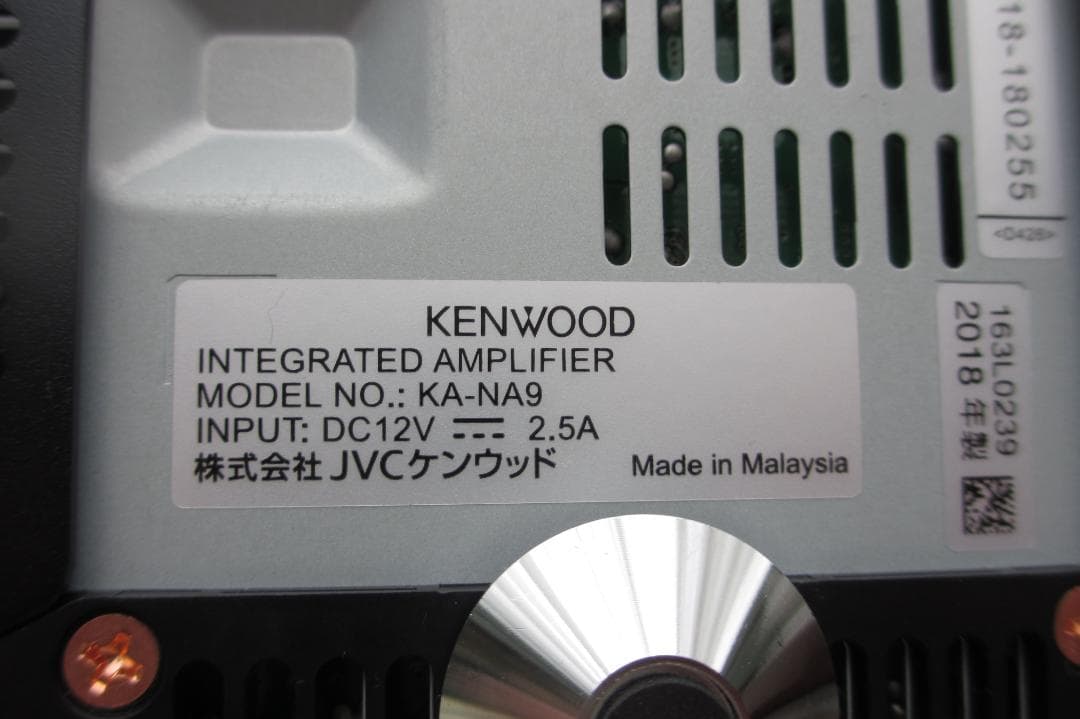 KENWOOD
INTEGRATED AMPLIFIER
MODEL NO.: KA-NA9
INPUT: DC12V ⎓ 2.5A
株式会社 JVCケンウッド
Made in Malaysia
18-180255
<0428>
163L0239
2018 年製